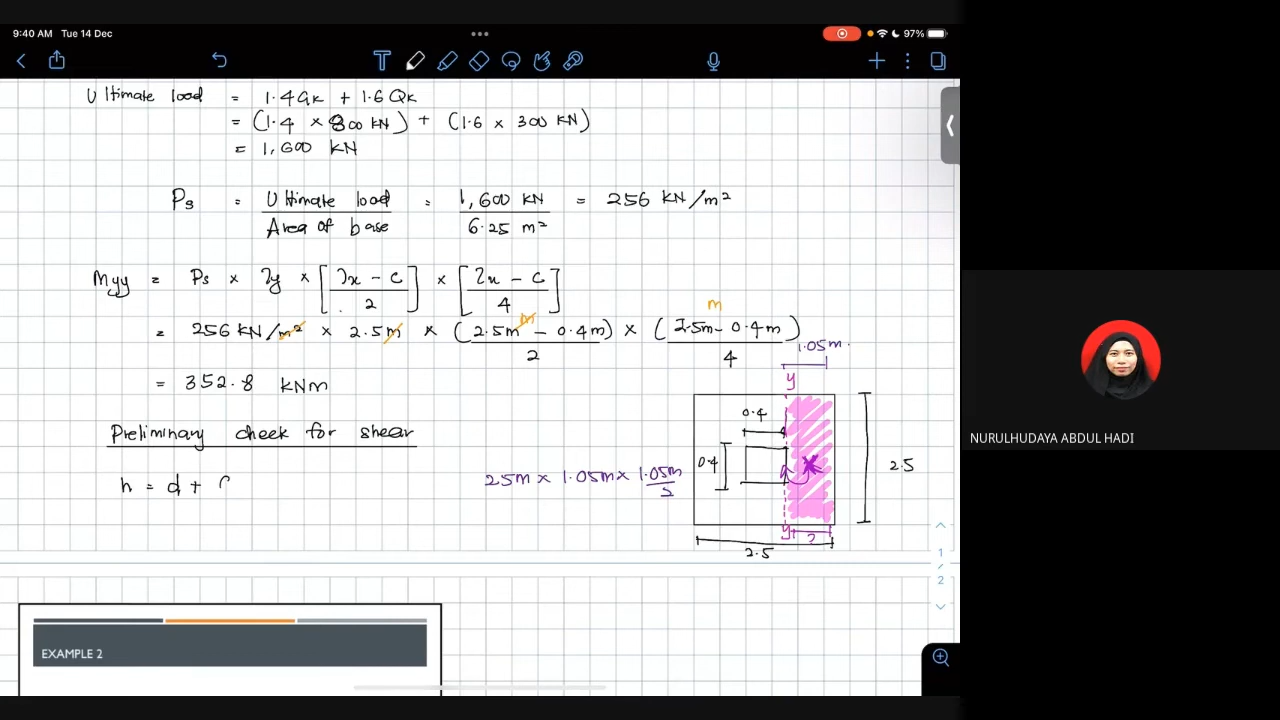 9:40 AM Tue 14 Dec
97%
Ultimate load = 1.4Gk + 1.6Qk
= (1.4 × 800 KN) + (1.6 × 300 KN)
= 1,600 KN
Ps = Ultimate load / Area of base = 1,600 KN / 6.25 m² = 256 KN/m²
Myy = Ps × ly × [lx - c / 2] × [lx - c / 4]
m
= 256 KN/m² × 2.5m × (2.5m - 0.4m) / 2 × (2.5m - 0.4m) / 4
m
1.05m
= 352.8 KNm
y
0.4
Preliminary check for shear
0.4
2.5
2.5m × 1.05m × 1.05m / 2
h = d +
y
2
2.5
1
/
2
EXAMPLE 2
NURULHUDAYA ABDUL HADI